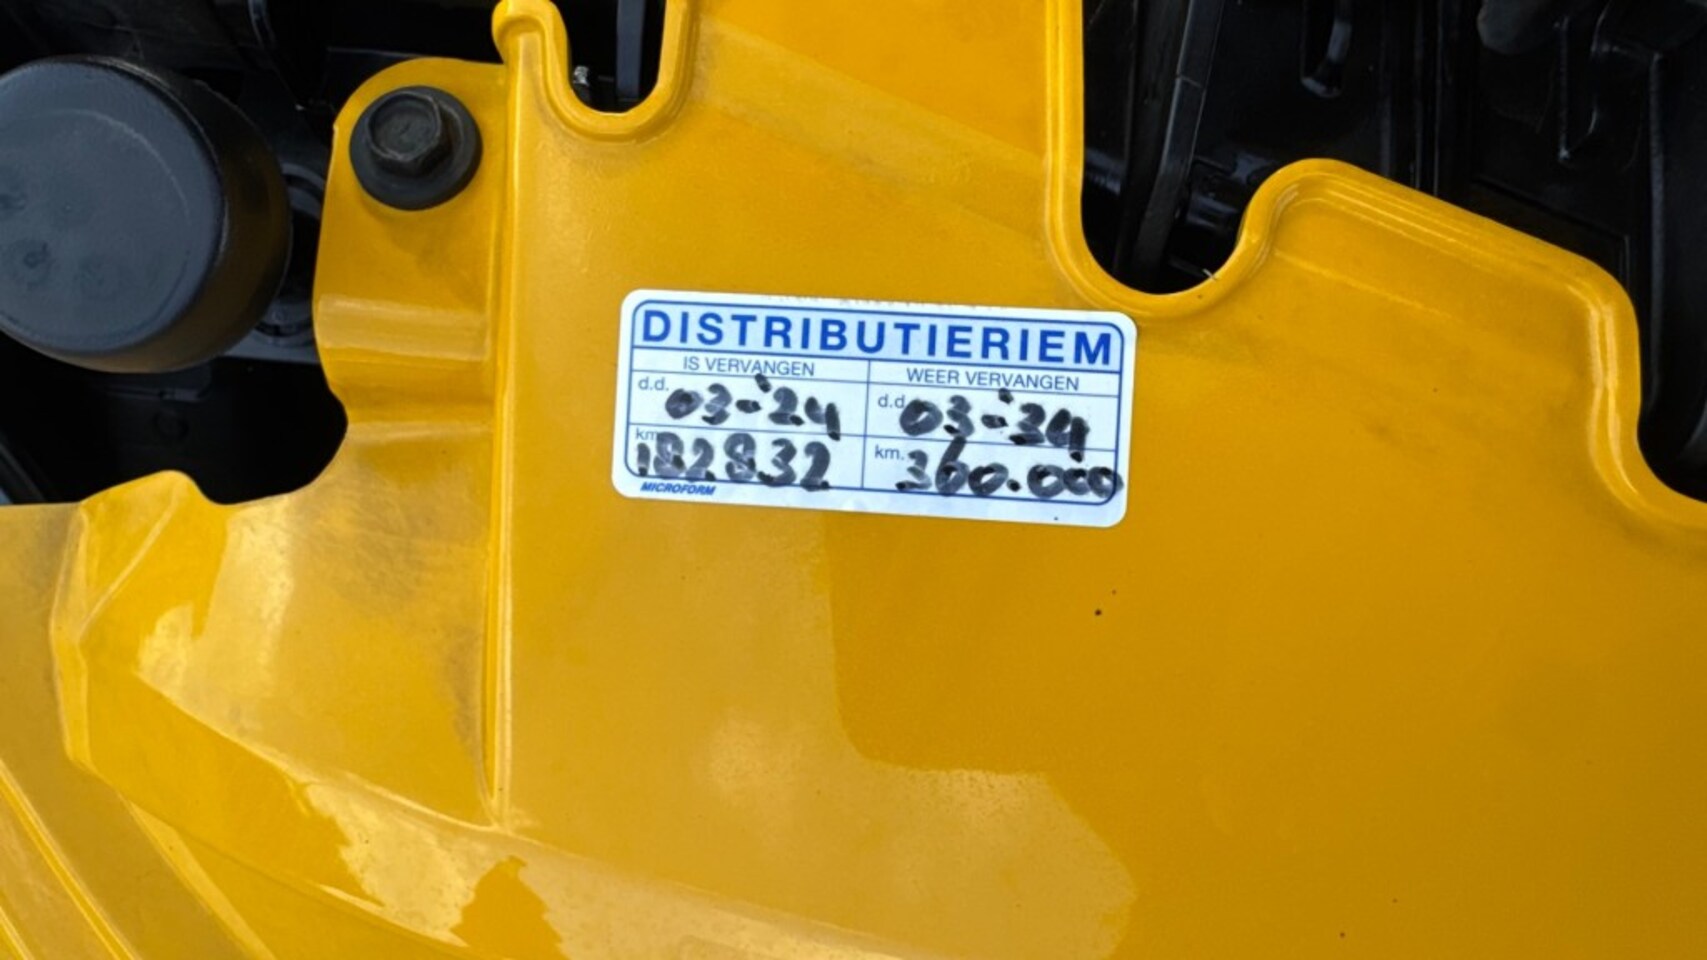 DISTRIBUTIERIEM
IS VERVANGEN
d.d. 03-'24
km 182832
WEER VERVANGEN
d.d. 03-'34
km. 360.000
MICROFORM